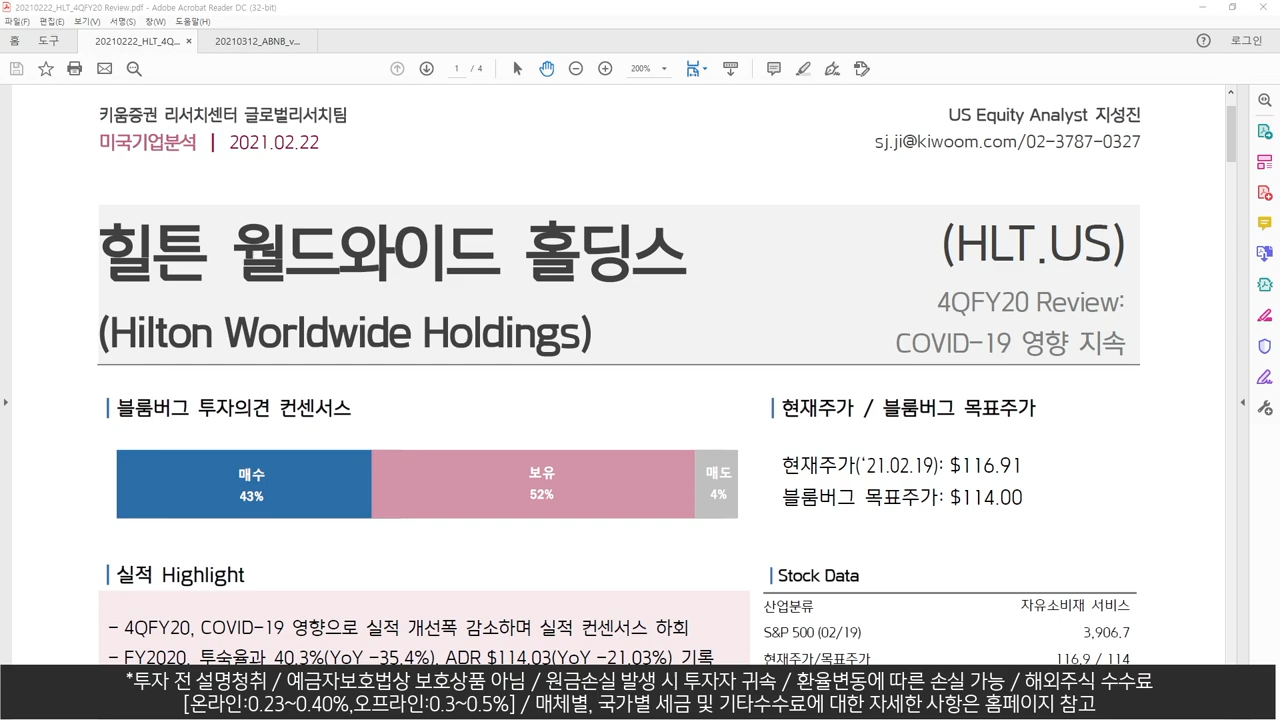 20210222_HLT_4QFY20 Review.pdf - Adobe Acrobat Reader DC (32-bit)
파일(F) 편집(E) 보기(V) 서명(S) 창(W) 도움말(H)
홈 도구 20210222_HLT_4Q... × 20210312_ABNB_v... 로그인
1 / 4 200%
키움증권 리서치센터 글로벌리서치팀 US Equity Analyst 지성진
미국기업분석 | 2021.02.22 sj.ji@kiwoom.com/02-3787-0327
힐튼 월드와이드 홀딩스 (HLT.US)
(Hilton Worldwide Holdings) 4QFY20 Review:
COVID-19 영향 지속
블룸버그 투자의견 컨센서스 현재주가 / 블룸버그 목표주가
매수 보유 매도
43% 52% 4%
현재주가('21.02.19): $116.91
블룸버그 목표주가: $114.00
실적 Highlight Stock Data
산업분류 자유소비재 서비스
- 4QFY20, COVID-19 영향으로 실적 개선폭 감소하며 실적 컨센서스 하회
S&P 500 (02/19) 3,906.7
- FY2020, 투숙율과 40.3%(YoY -35.4%), ADR $114.03(YoY -21.03%) 기록
현재주가/목표주가 116.9 / 114
*투자 전 설명청취 / 예금자보호법상 보호상품 아님 / 원금손실 발생 시 투자자 귀속 / 환율변동에 따른 손실 가능 / 해외주식 수수료
[온라인:0.23~0.40%,오프라인:0.3~0.5%] / 매체별, 국가별 세금 및 기타수수료에 대한 자세한 사항은 홈페이지 참고